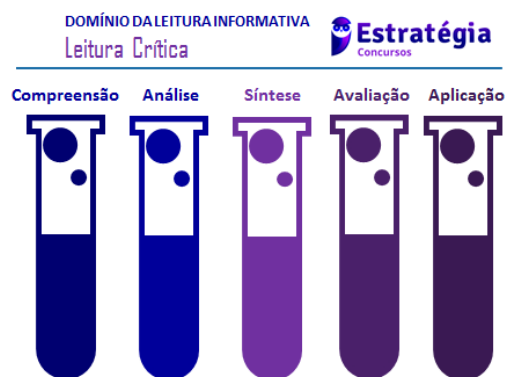 DOMÍNIO DA LEITURA INFORMATIVA
Leitura Crítica
Estratégia
Concursos
Compreensão Análise Síntese Avaliação Aplicação